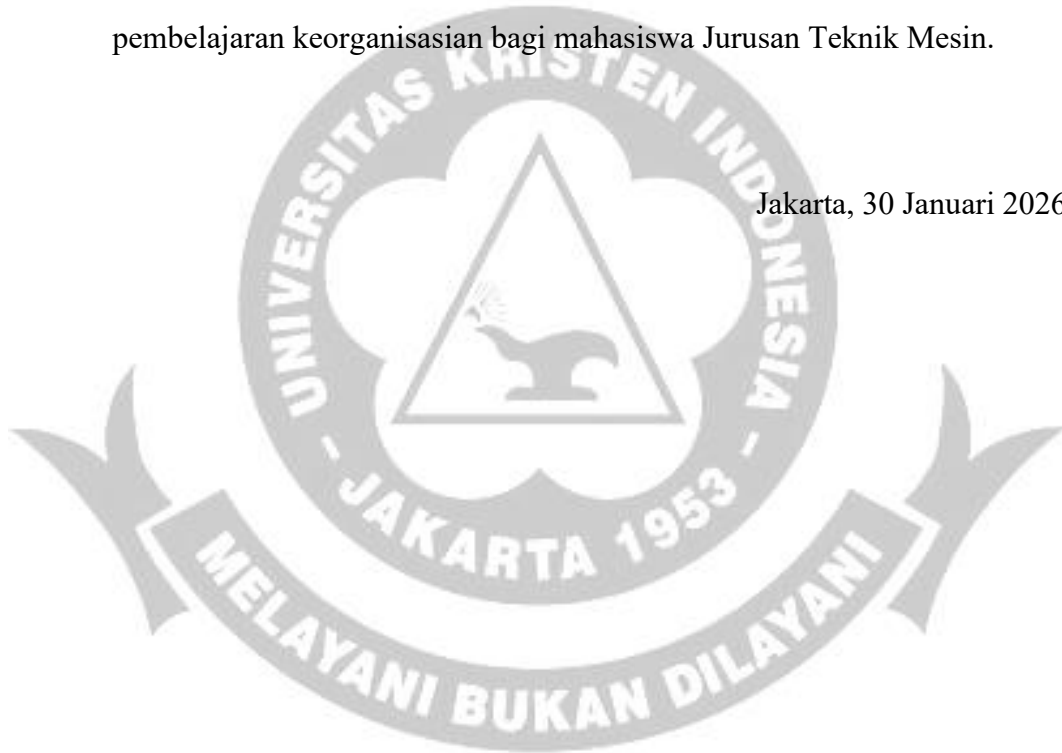 pembelajaran keorganisasian bagi mahasiswa Jurusan Teknik Mesin.
UNIVERSITAS KRISTEN INDONESIA
Jakarta, 30 Januari 2026
- JAKARTA 1953 -
MELAYANI BUKAN DILAYANI